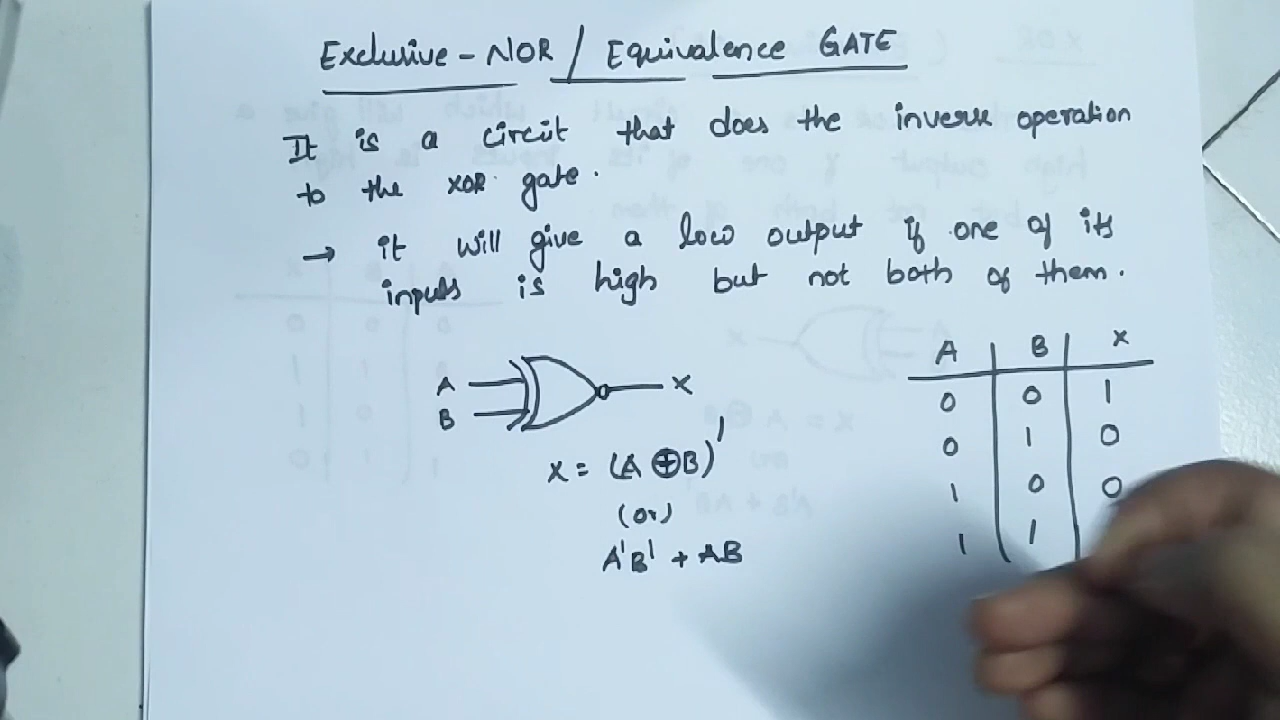 Exclusive - NOR / Equivalence GATE
It is a circuit that does the inverse operation
to the XOR gate.
→ it will give a low output if one of its
inputs is high but not both of them.
A
B
X
X = (A ⊕ B)'
(or)
A'B' + AB
A B X
0 0 1
0 1 0
1 0 0
1 1